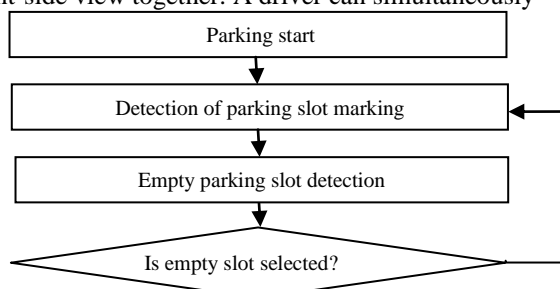 side view together. A driver can simultaneously
Parking start
Detection of parking slot marking
Empty parking slot detection
Is empty slot selected?